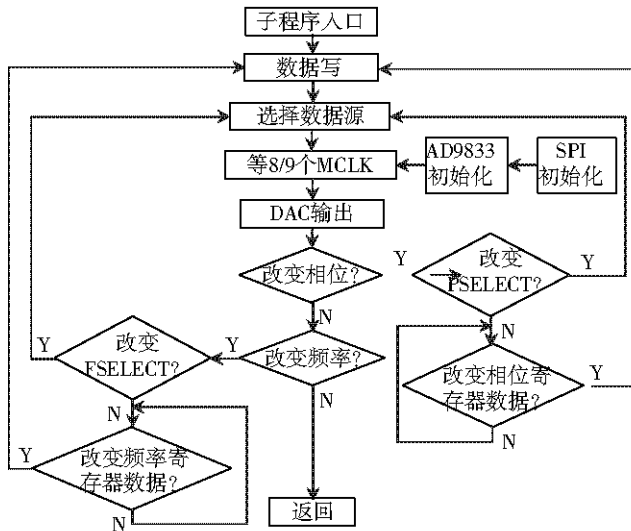 子程序入口
数据写
Y
Y
选择数据源
等8/9个MCLK
AD9833
初始化
SPI
初始化
DAC输出
改变相位?
Y
改变
PSELECT?
Y
N
N
Y
改变
FSELECT?
Y
改变频率?
改变相位寄
存器数据?
Y
N
N
N
Y
改变频率寄
存器数据?
N
返回